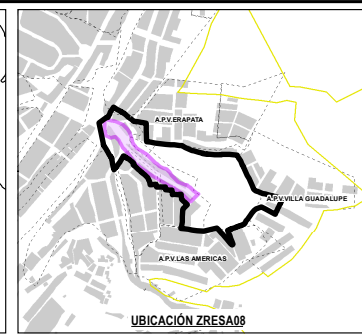 A.P.V.ERAPATA
A.P.V.VILLA GUADALUPE
A.P.V.LAS AMERICAS
UBICACIÓN ZRESA08